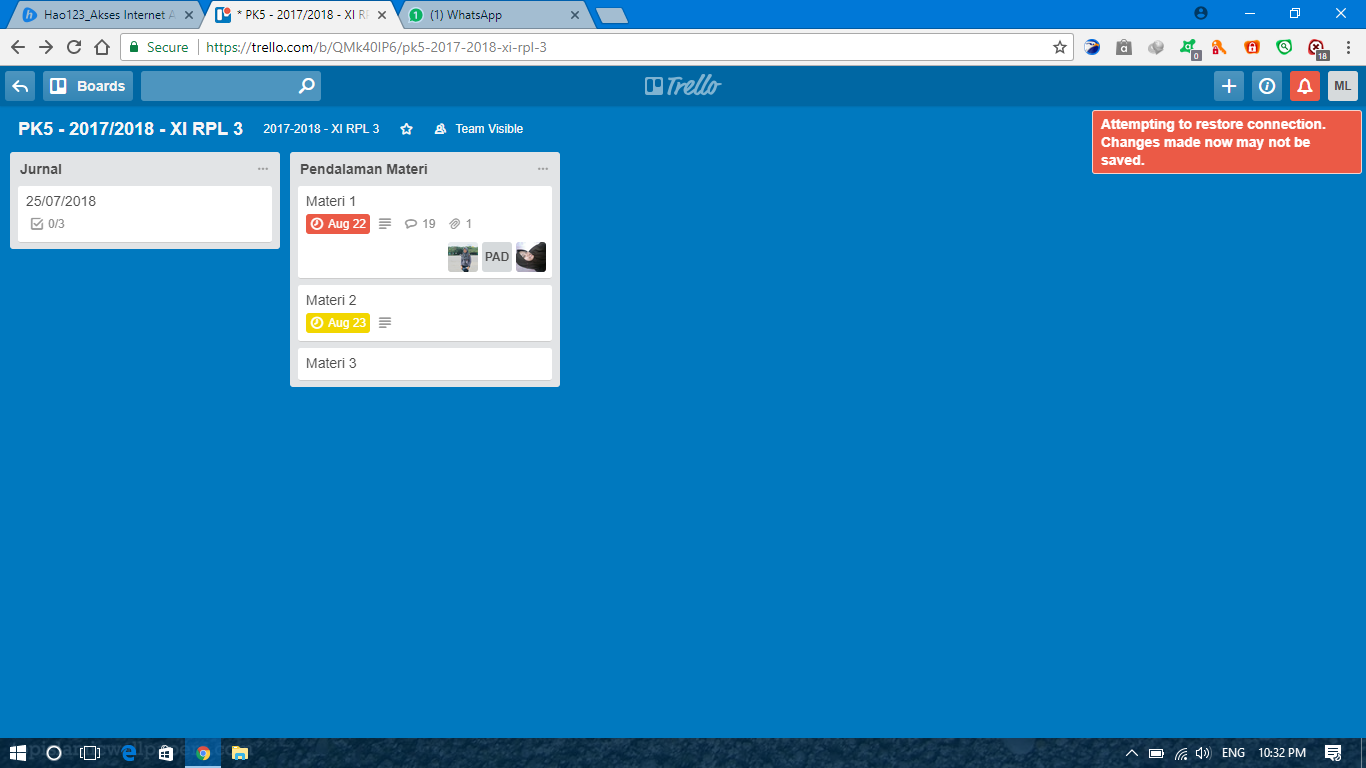 Hao123_Akses Internet A
* PK5 - 2017/2018 - XI R
(1) WhatsApp
Secure
https://trello.com/b/QMk40IP6/pk5-2017-2018-xi-rpl-3
0
18
Boards
Trello
ML
PK5 - 2017/2018 - XI RPL 3
2017-2018 - XI RPL 3
Team Visible
Attempting to restore connection.
Changes made now may not be
saved.
Jurnal
25/07/2018
0/3
Pendalaman Materi
Materi 1
Aug 22
19
1
PAD
Materi 2
Aug 23
Materi 3
ENG
10:32 PM